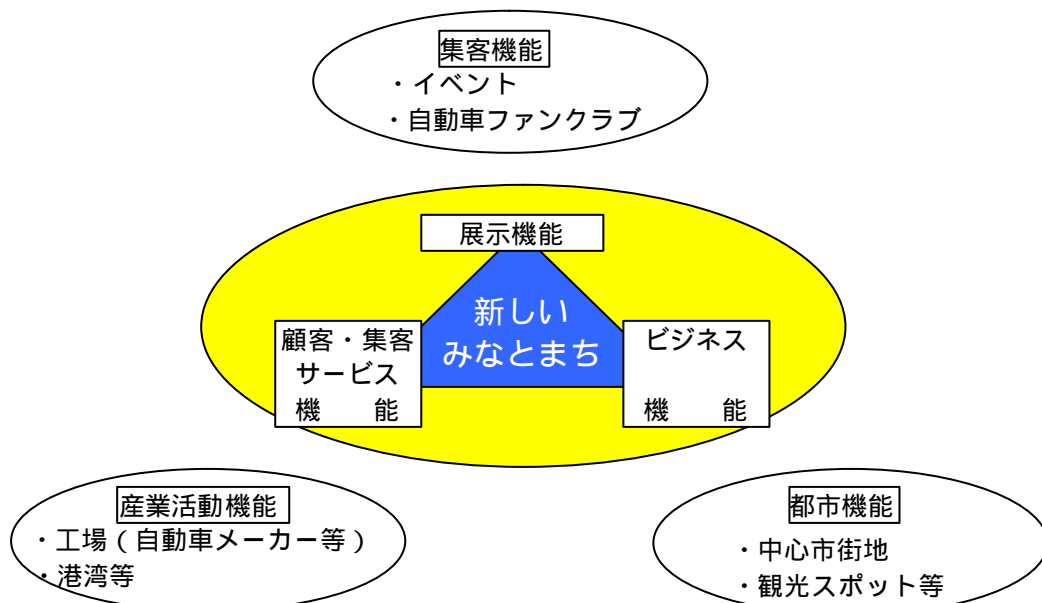 集客機能
・イベント
・自動車ファンクラブ
展示機能
新しい
みなとまち
顧客・集客
サービス
機　能
ビジネス
機　能
産業活動機能
・工場（自動車メーカー等）
・港湾等
都市機能
・中心市街地
・観光スポット等